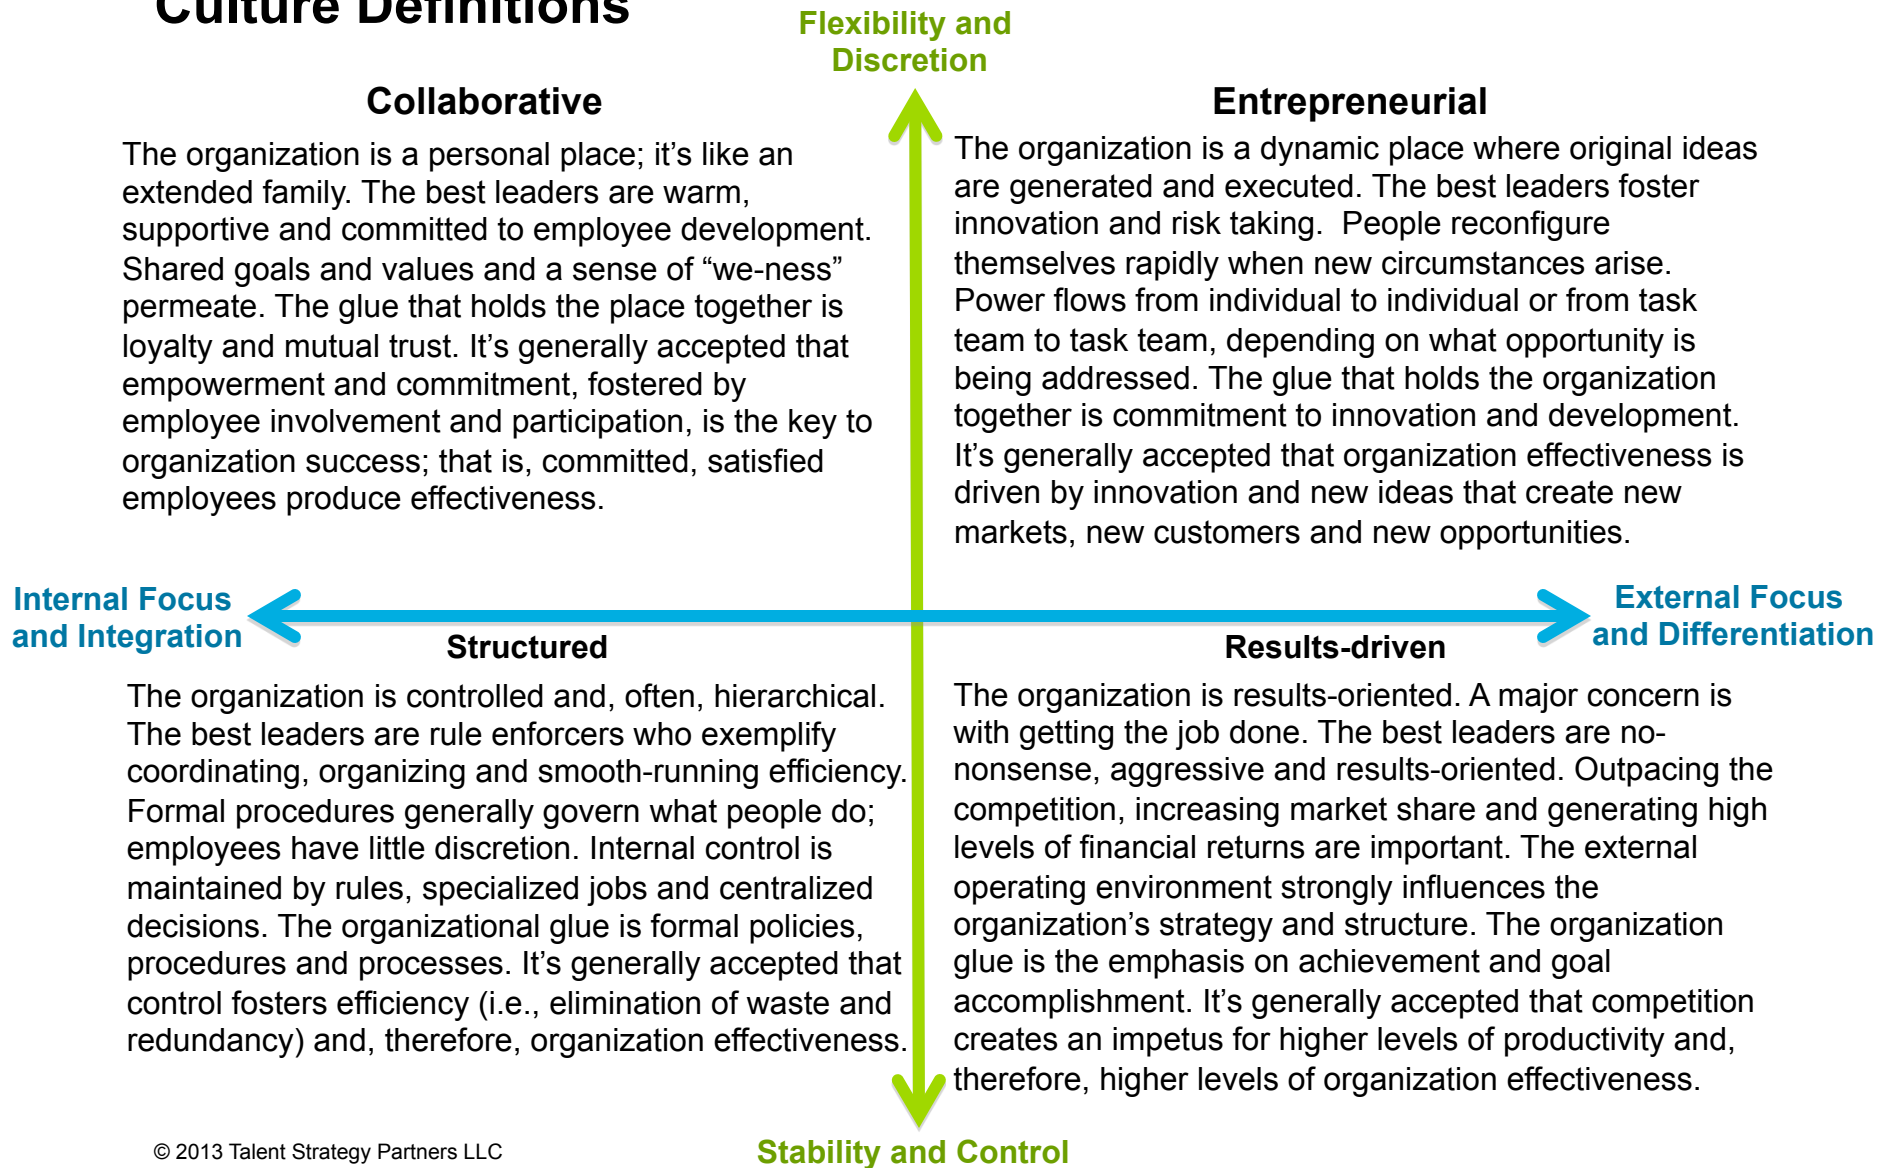 Culture Definitions
Flexibility and
Discretion
Collaborative
The organization is a personal place; it's like an
extended family. The best leaders are warm,
supportive and committed to employee development.
Shared goals and values and a sense of “we-ness”
permeate. The glue that holds the place together is
loyalty and mutual trust. It's generally accepted that
empowerment and commitment, fostered by
employee involvement and participation, is the key to
organization success; that is, committed, satisfied
employees produce effectiveness.
Entrepreneurial
The organization is a dynamic place where original ideas
are generated and executed. The best leaders foster
innovation and risk taking.  People reconfigure
themselves rapidly when new circumstances arise.
Power flows from individual to individual or from task
team to task team, depending on what opportunity is
being addressed. The glue that holds the organization
together is commitment to innovation and development.
It's generally accepted that organization effectiveness is
driven by innovation and new ideas that create new
markets, new customers and new opportunities.
Internal Focus
and Integration
External Focus
and Differentiation
Structured
The organization is controlled and, often, hierarchical.
The best leaders are rule enforcers who exemplify
coordinating, organizing and smooth-running efficiency.
Formal procedures generally govern what people do;
employees have little discretion. Internal control is
maintained by rules, specialized jobs and centralized
decisions. The organizational glue is formal policies,
procedures and processes. It's generally accepted that
control fosters efficiency (i.e., elimination of waste and
redundancy) and, therefore, organization effectiveness.
Results-driven
The organization is results-oriented. A major concern is
with getting the job done. The best leaders are no-
nonsense, aggressive and results-oriented. Outpacing the
competition, increasing market share and generating high
levels of financial returns are important. The external
operating environment strongly influences the
organization's strategy and structure. The organization
glue is the emphasis on achievement and goal
accomplishment. It's generally accepted that competition
creates an impetus for higher levels of productivity and,
therefore, higher levels of organization effectiveness.
Stability and Control
© 2013 Talent Strategy Partners LLC